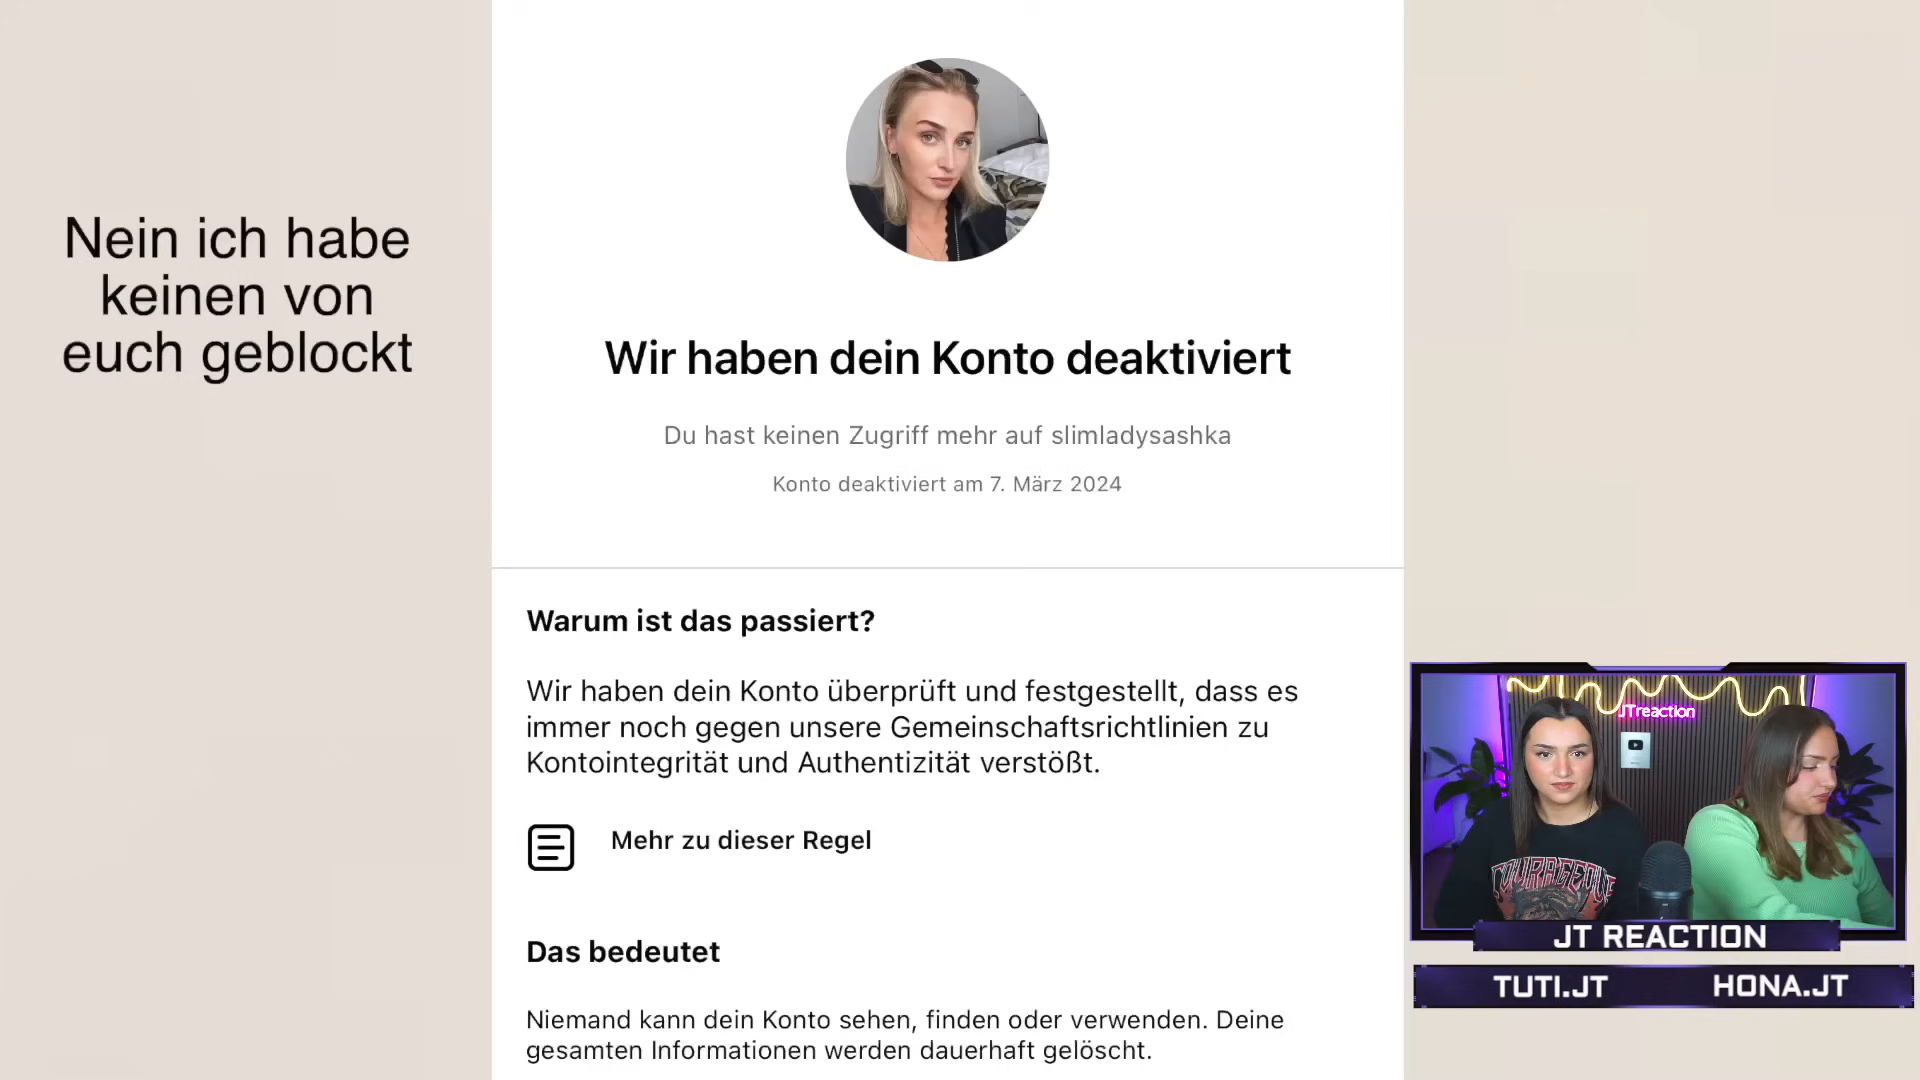 Nein ich habe
keinen von
euch geblockt
Wir haben dein Konto deaktiviert
Du hast keinen Zugriff mehr auf slimladysashka
Konto deaktiviert am 7. März 2024
Warum ist das passiert?
Wir haben dein Konto überprüft und festgestellt, dass es
immer noch gegen unsere Gemeinschaftsrichtlinien zu
Kontointegrität und Authentizität verstößt.
Mehr zu dieser Regel
Das bedeutet
Niemand kann dein Konto sehen, finden oder verwenden. Deine
gesamten Informationen werden dauerhaft gelöscht.
JTreaction
COURAGEOUS
JT REACTION
TUTI.JT
HONA.JT